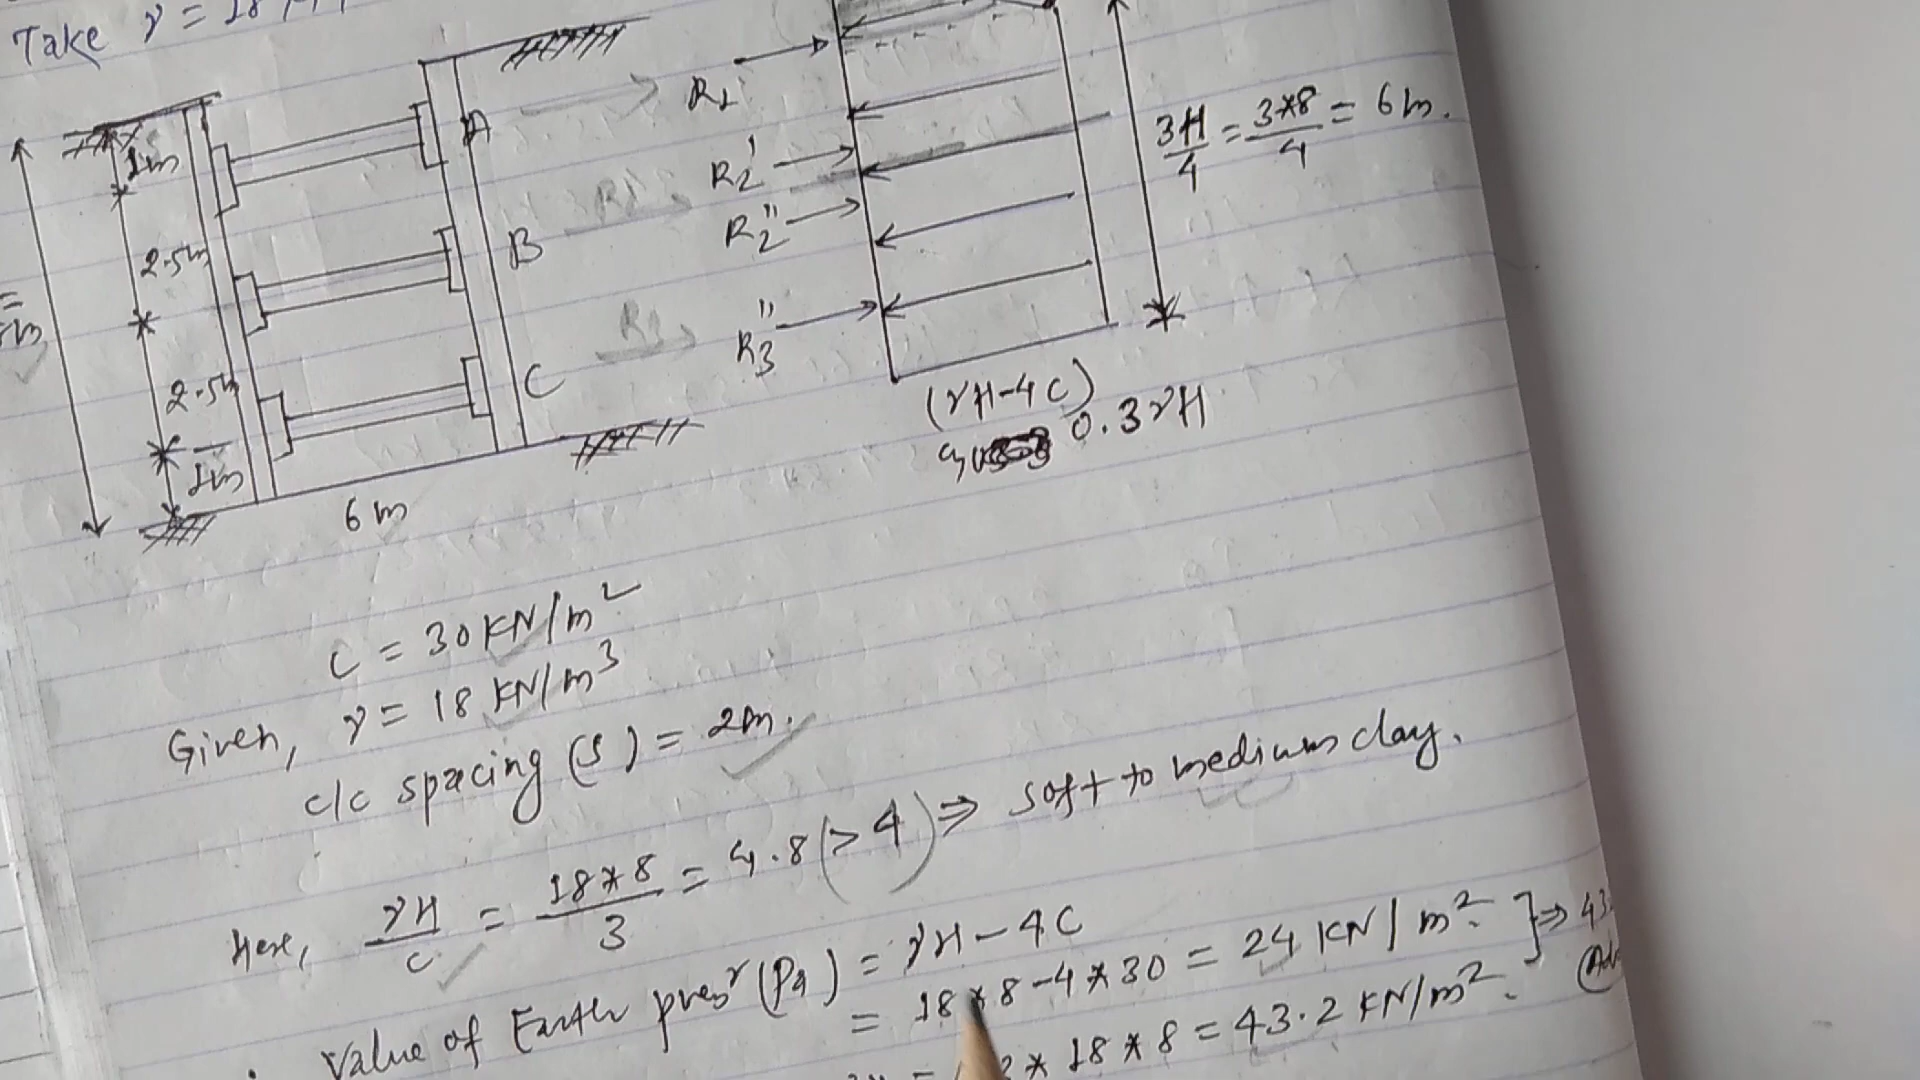 Take γ = 18
1m
2.5m
2.5m
1m
6 m
A
B
C
R1
R2'
R2"
R3"
3H/4 = 3*8/4 = 6m.
(γH-4C)
0.3γH
C = 30 KN/m²
Given, γ = 18 KN/m³
c/c spacing (S) = 2m.
Here, γH/C = 18*8/3 = 4.8 (> 4) ⇒ soft to medium clay.
Value of Earth presr (Pa) = γH - 4C
= 18*8-4*30 = 24 KN/m² ] ⇒ 43
* 18 * 8 = 43.2 KN/m².